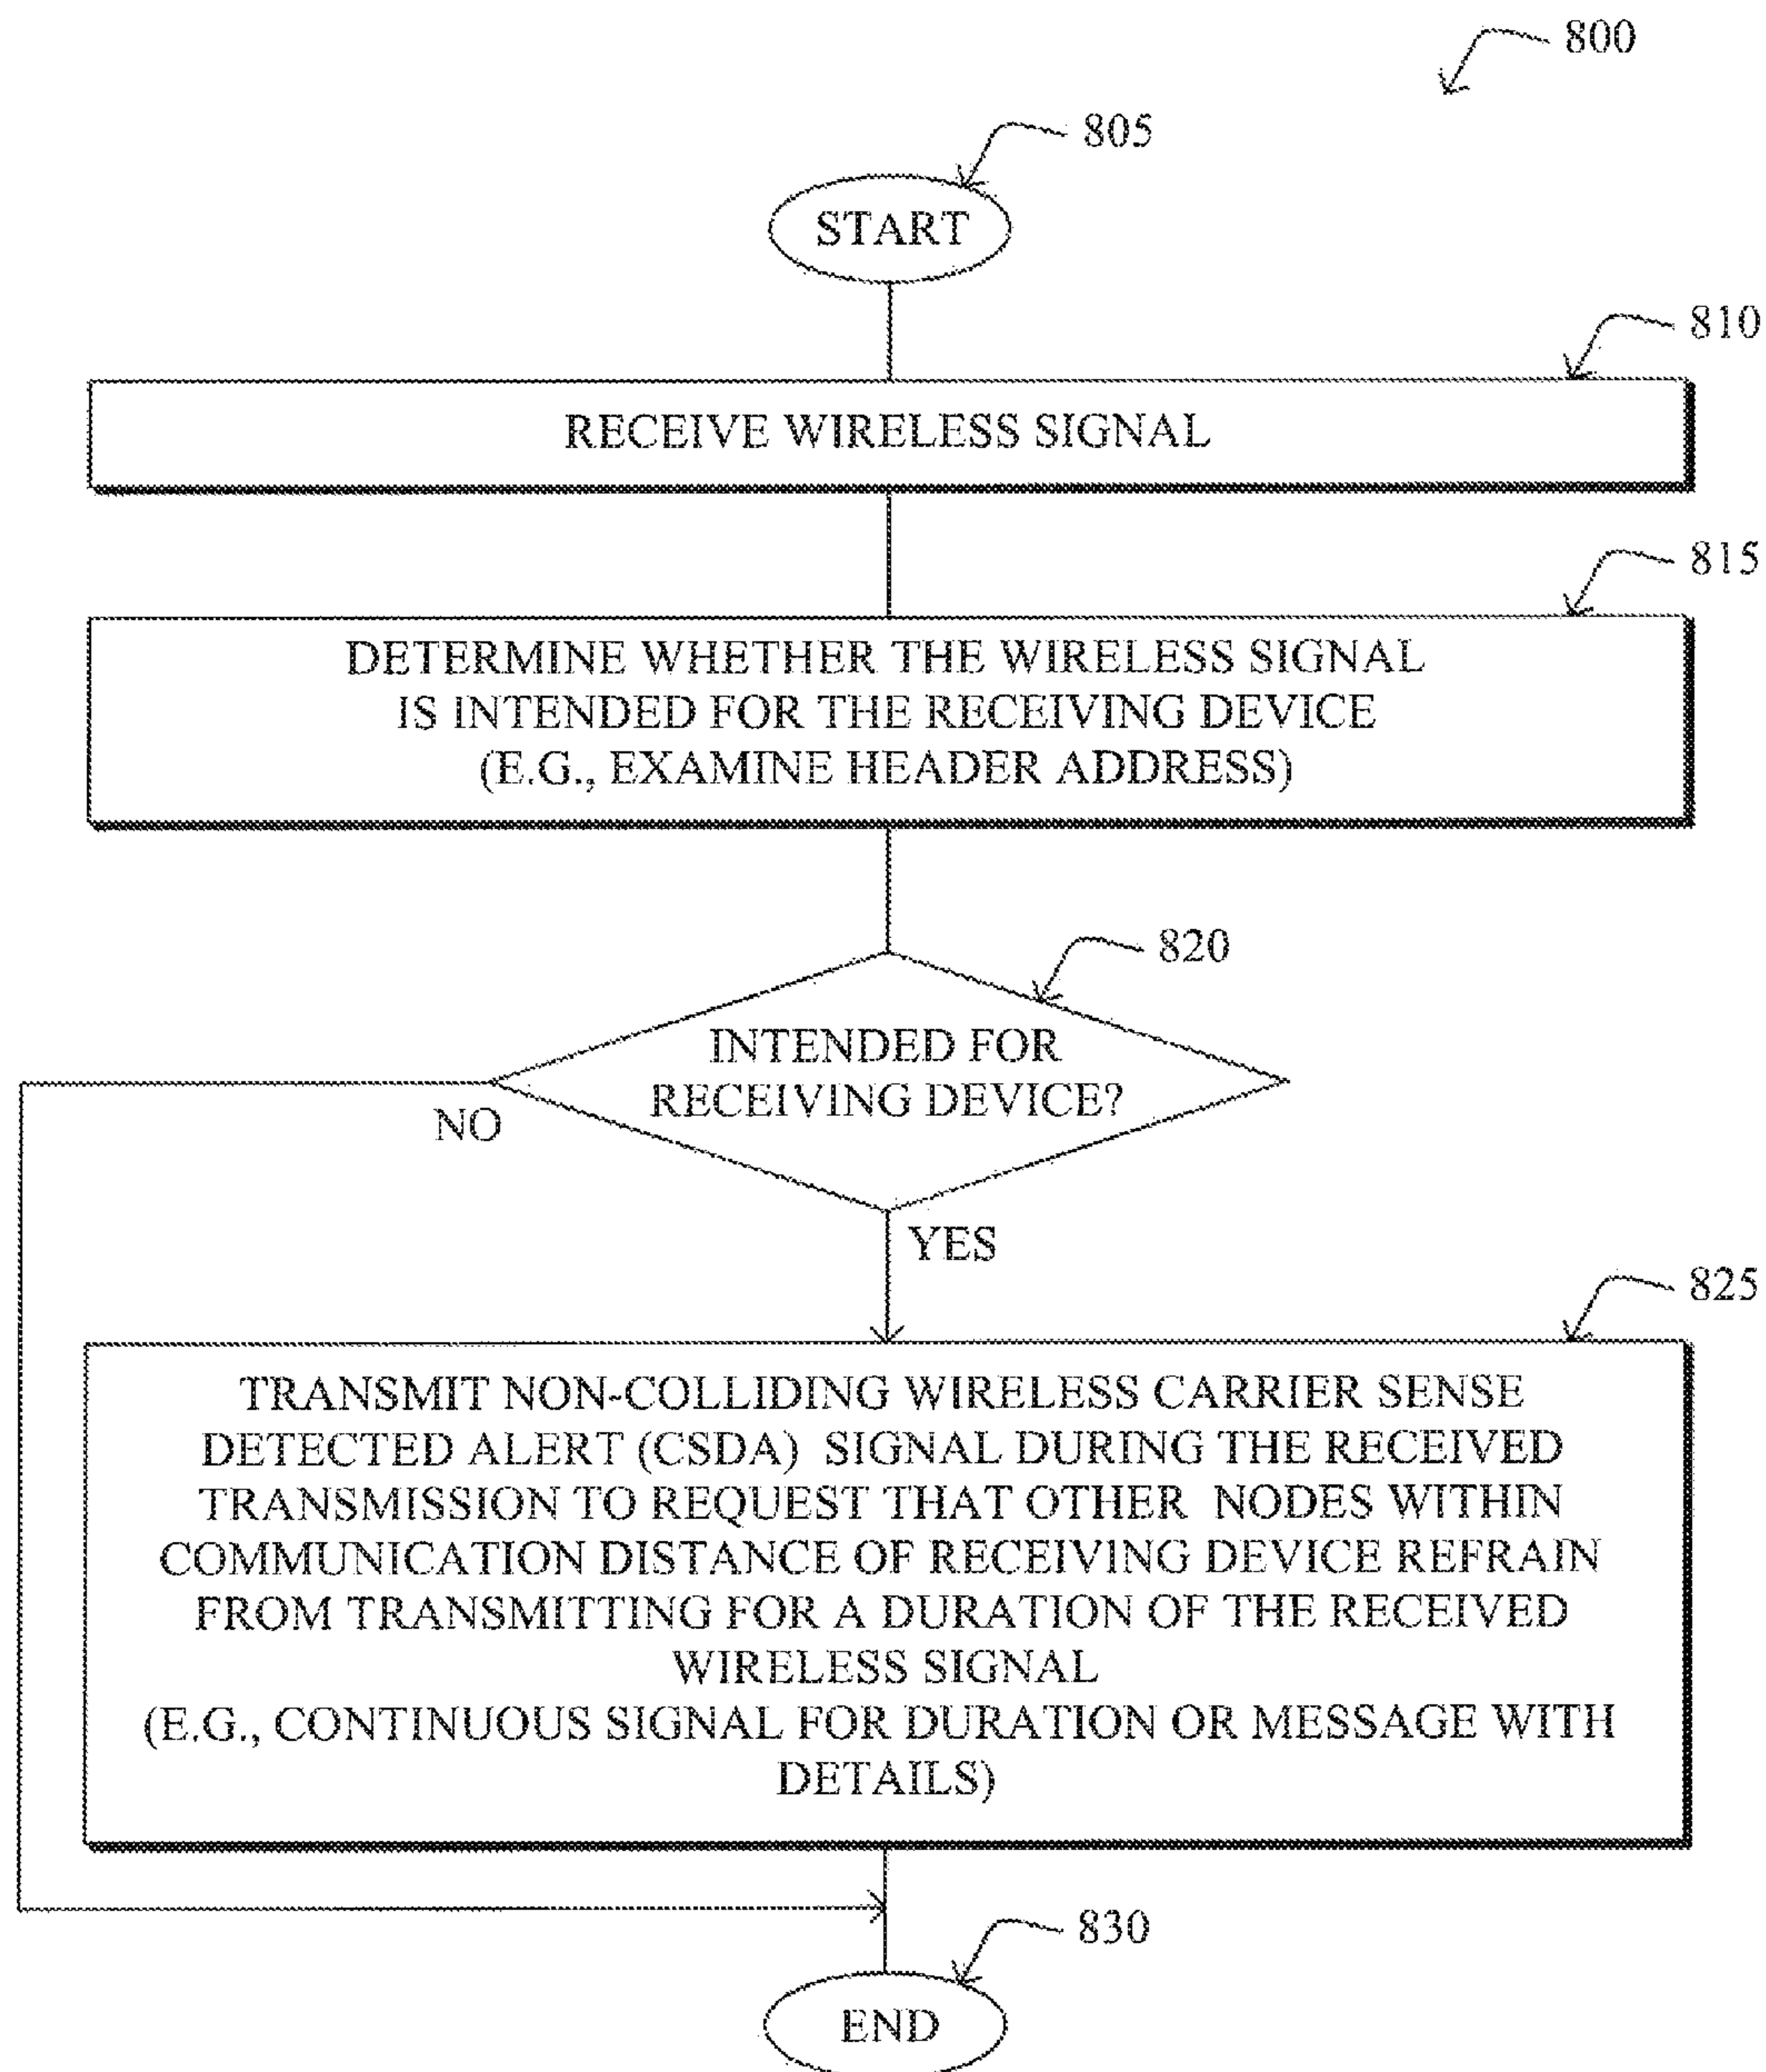 800
805
START
810
RECEIVE WIRELESS SIGNAL
815
DETERMINE WHETHER THE WIRELESS SIGNAL
IS INTENDED FOR THE RECEIVING DEVICE
(E.G., EXAMINE HEADER ADDRESS)
820
INTENDED FOR
RECEIVING DEVICE?
NO
YES
825
TRANSMIT NON-COLLIDING WIRELESS CARRIER SENSE
DETECTED ALERT (CSDA) SIGNAL DURING THE RECEIVED
TRANSMISSION TO REQUEST THAT OTHER NODES WITHIN
COMMUNICATION DISTANCE OF RECEIVING DEVICE REFRAIN
FROM TRANSMITTING FOR A DURATION OF THE RECEIVED
WIRELESS SIGNAL
(E.G., CONTINUOUS SIGNAL FOR DURATION OR MESSAGE WITH
DETAILS)
830
END